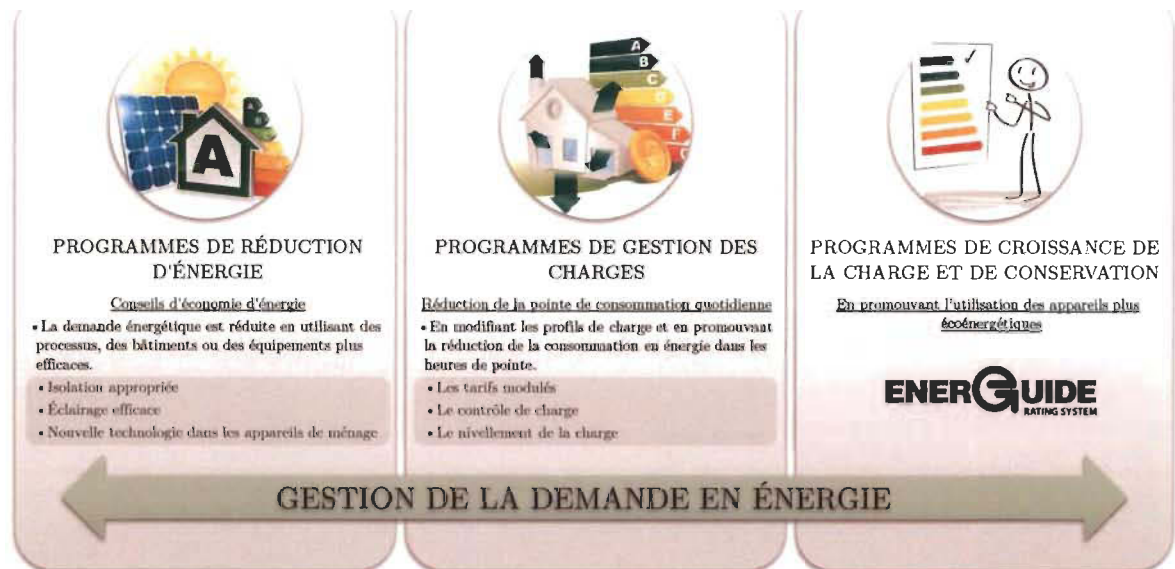 A
B
A
B
C
D
E
F
G
PROGRAMMES DE RÉDUCTION
D'ÉNERGIE
Conseils d'économie d'énergie
• La demande énergétique est réduite en utilisant des
processus, des bâtiments ou des équipements plus
efficaces.
• Isolation appropriée
• Éclairage efficace
• Nouvelle technologie dans les appareils de ménage
PROGRAMMES DE GESTION DES
CHARGES
Réduction de la pointe de consommation quotidienne
• En modifiant les profils de charge et en promouvant
la réduction de la consommation en énergie dans les
heures de pointe.
• Les tarifs modulés
• Le contrôle de charge
• Le nivellement de la charge
PROGRAMMES DE CROISSANCE DE
LA CHARGE ET DE CONSERVATION
En promouvant l'utilisation des appareils plus
écoénergétiques
ENERGUIDE
RATING SYSTEM
GESTION DE LA DEMANDE EN ÉNERGIE